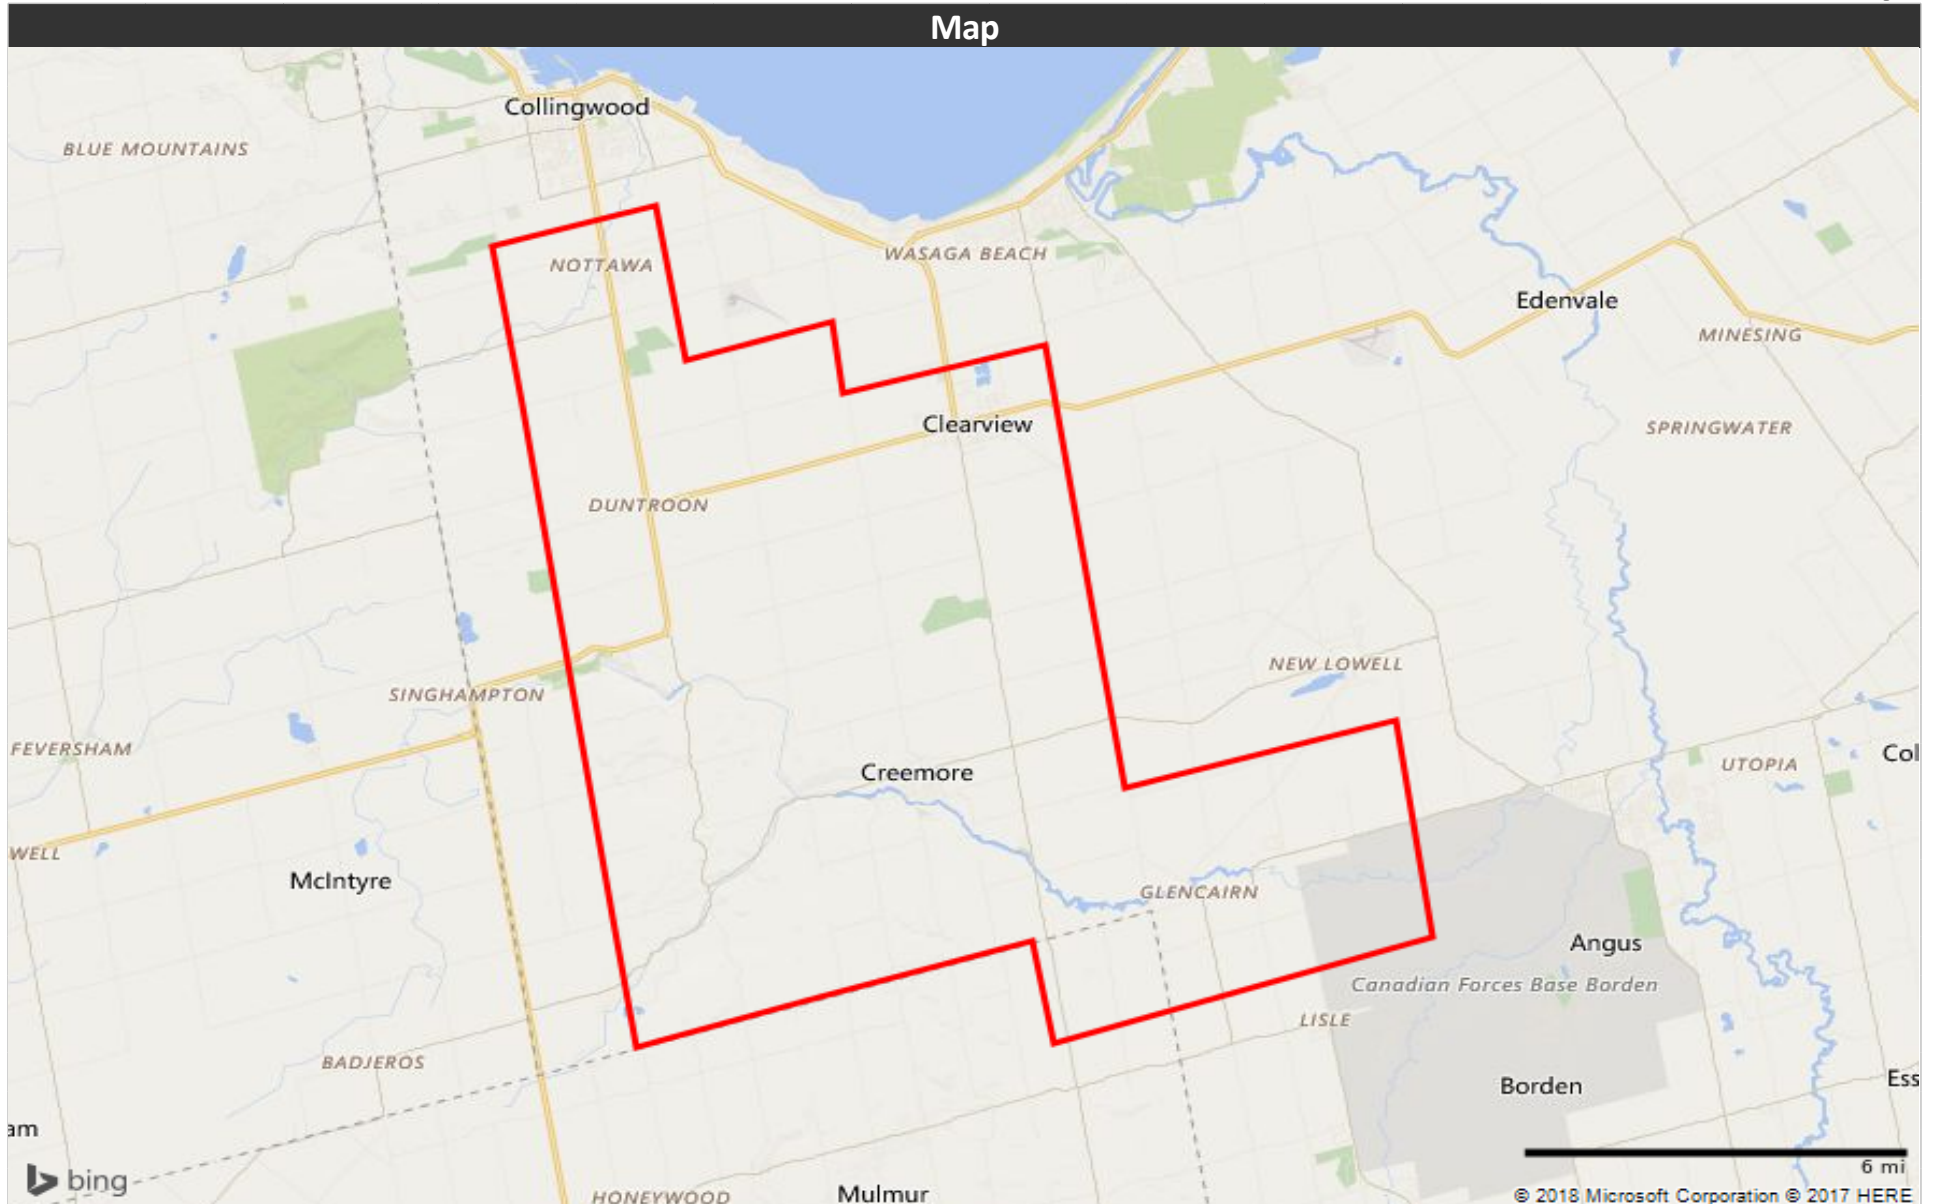 Map
Collingwood
BLUE MOUNTAINS
NOTTAWA
WASAGA BEACH
Edenvale
MINESING
Clearview
SPRINGWATER
DUNTROON
NEW LOWELL
SINGHAMPTON
FEVERSHAM
UTOPIA
Col
Creemore
WELL
McIntyre
GLENCAIRN
Angus
Canadian Forces Base Borden
LISLE
BADJEROS
Borden
Ess
am
6 mi
bing
HONEYWOOD
Mulmur
© 2018 Microsoft Corporation © 2017 HERE